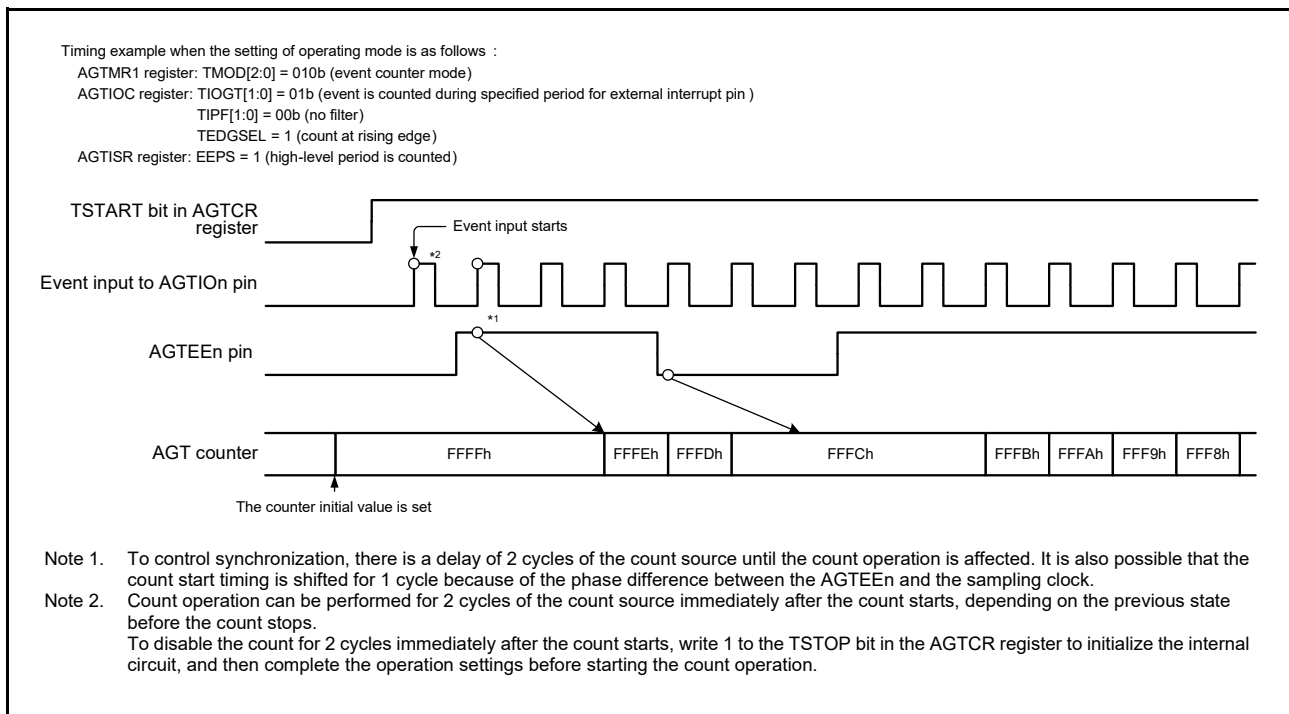 Timing example when the setting of operating mode is as follows :
AGTMR1 register: TMOD[2:0] = 010b (event counter mode)
AGTIOC register: TIOGT[1:0] = 01b (event is counted during specified period for external interrupt pin )
TIPF[1:0] = 00b (no filter)
TEDGSEL = 1 (count at rising edge)
AGTISR register: EEPS = 1 (high-level period is counted)
TSTART bit in AGTCR
register
Event input starts
*2
Event input to AGTIOn pin
*1
AGTEEn pin
AGT counter
FFFFh FFFEh FFFDh FFFCh FFFBh FFFAh FFF9h FFF8h
The counter initial value is set
Note 1. To control synchronization, there is a delay of 2 cycles of the count source until the count operation is affected. It is also possible that the
count start timing is shifted for 1 cycle because of the phase difference between the AGTEEn and the sampling clock.
Note 2. Count operation can be performed for 2 cycles of the count source immediately after the count starts, depending on the previous state
before the count stops.
To disable the count for 2 cycles immediately after the count starts, write 1 to the TSTOP bit in the AGTCR register to initialize the internal
circuit, and then complete the operation settings before starting the count operation.